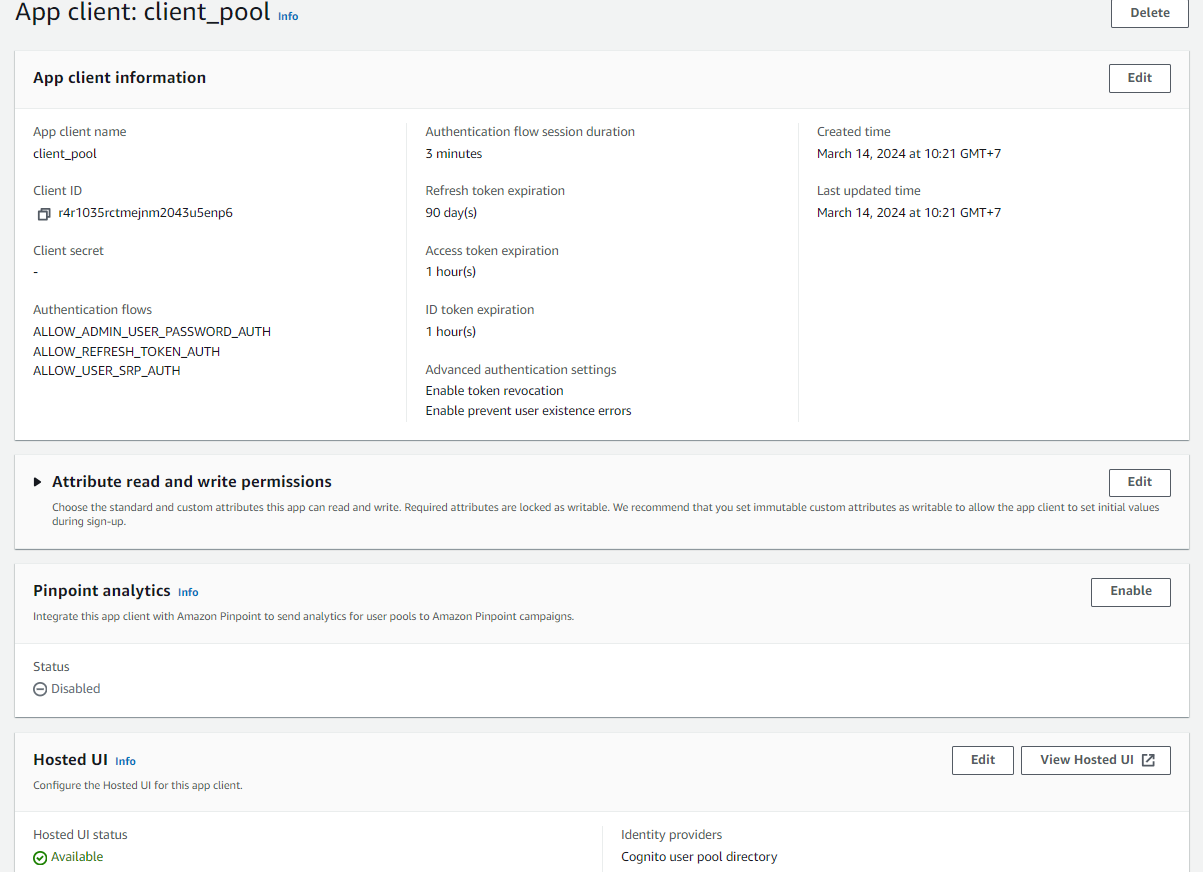 App client: client_pool Info
Delete
App client information
Edit
App client name
client_pool
Client ID
r4r1035rctmejnm2043u5enp6
Client secret
-
Authentication flows
ALLOW_ADMIN_USER_PASSWORD_AUTH
ALLOW_REFRESH_TOKEN_AUTH
ALLOW_USER_SRP_AUTH
Authentication flow session duration
3 minutes
Refresh token expiration
90 day(s)
Access token expiration
1 hour(s)
ID token expiration
1 hour(s)
Advanced authentication settings
Enable token revocation
Enable prevent user existence errors
Created time
March 14, 2024 at 10:21 GMT+7
Last updated time
March 14, 2024 at 10:21 GMT+7
Attribute read and write permissions
Edit
Choose the standard and custom attributes this app can read and write. Required attributes are locked as writable. We recommend that you set immutable custom attributes as writable to allow the app client to set initial values
during sign-up.
Pinpoint analytics Info
Enable
Integrate this app client with Amazon Pinpoint to send analytics for user pools to Amazon Pinpoint campaigns.
Status
Disabled
Hosted UI Info
Edit
View Hosted UI
Configure the Hosted UI for this app client.
Hosted UI status
Available
Identity providers
Cognito user pool directory